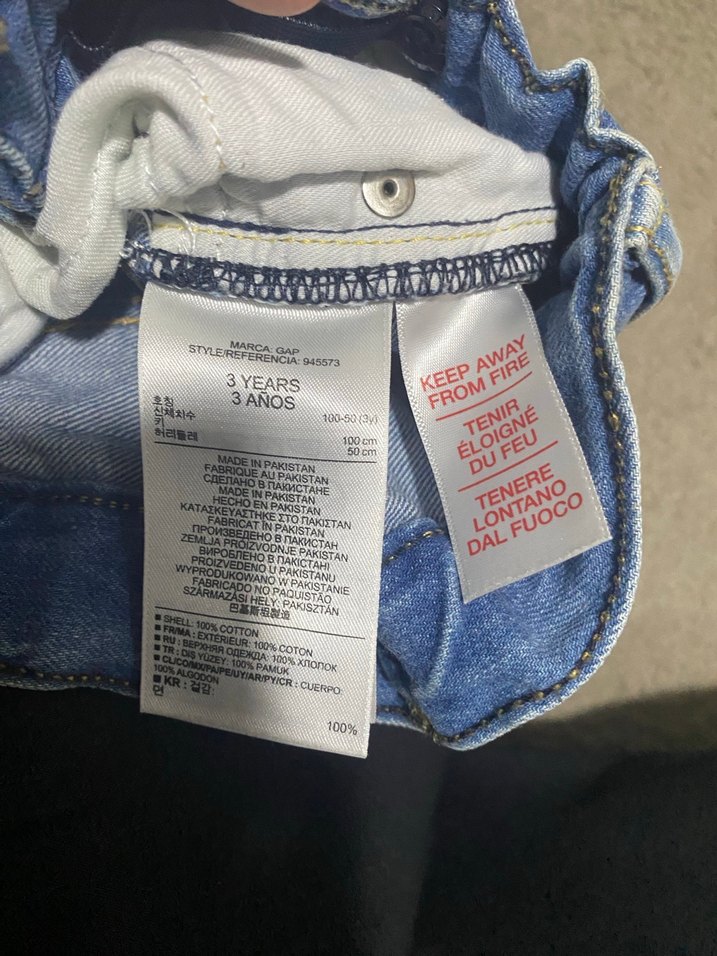 MARCA: GAP
STYLE/REFERENCIA: 945573
3 YEARS
3 AÑOS
호칭
신체치수 100-50 (3y)
키 100 cm
허리둘레 50 cm
MADE IN PAKISTAN
FABRIQUE AU PAKISTAN
СДЕЛАНО В ПАКИСТАНЕ
MADE IN PAKISTAN
HECHO EN PAKISTAN
ΚΑΤΑΣΚΕΥΑΣΤΗΚΕ ΣΤΟ ΠΑΚΙΣΤΑΝ
FABRICAT ÎN PAKISTAN
ПРОИЗВЕДЕНО В ПАКИСТАН
ZEMLJA PROIZVODNJE PAKISTAN
ВИРОБЛЕНО В ПАКИСТАНІ
PROIZVEDENO U PAKISTANU
WYPRODUKOWANO W PAKISTANIE
FABRICADO NO PAQUISTÃO
SZÁRMAZÁSI HELY: PAKISZTÁN
巴基斯坦製造
■ SHELL: 100% COTTON
■ FR/MA : EXTÉRIEUR: 100% COTON
■ RU : ВЕРХНЯЯ ОДЕЖДА: 100% ХЛОПОК
■ TR : DIŞ YÜZEY: 100% PAMUK
■ CL/CO/MX/PA/PE/UY/AR/PY/CR : CUERPO:
100% ALGODON
■ KR : 겉감:
면 100%
KEEP AWAY
FROM FIRE
TENIR
ÉLOIGNÉ
DU FEU
TENERE
LONTANO
DAL FUOCO